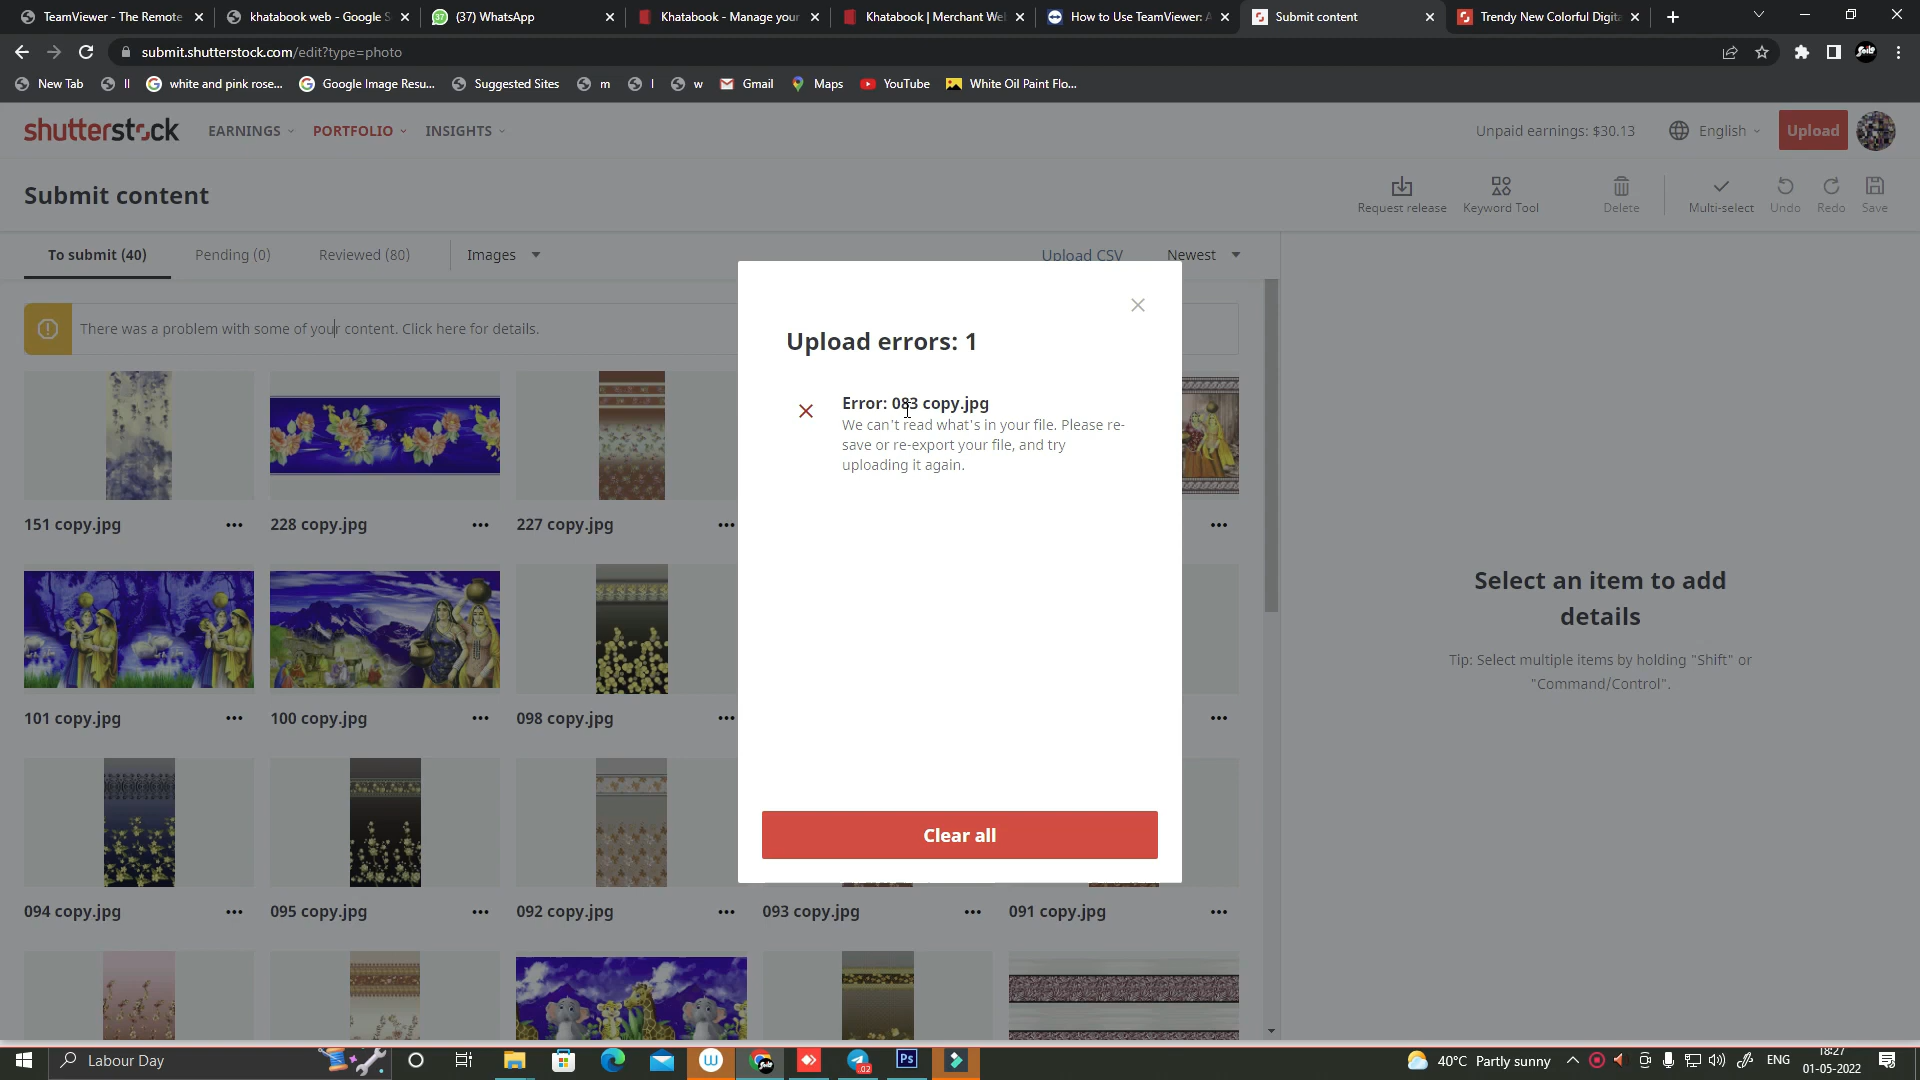 TeamViewer - The Remote
khatabook web - Google S
(37) WhatsApp
Khatabook - Manage your
Khatabook | Merchant We
How to Use TeamViewer: A
Submit content
Trendy New Colorful Digita
submit.shutterstock.com/edit?type=photo
New Tab
ll
white and pink rose...
Google Image Resu...
Suggested Sites
m
l
w
Gmail
Maps
YouTube
White Oil Paint Flo...
shutterstock
EARNINGS
PORTFOLIO
INSIGHTS
Unpaid earnings: $30.13
English
Upload
Submit content
Request release
Keyword Tool
Delete
Multi-select
Undo
Redo
Save
To submit (40)
Pending (0)
Reviewed (80)
Images
Upload CSV
Newest
There was a problem with some of your content. Click here for details.
Upload errors: 1
Error: 083 copy.jpg
We can't read what's in your file. Please re-
save or re-export your file, and try
uploading it again.
Clear all
151 copy.jpg
228 copy.jpg
227 copy.jpg
101 copy.jpg
100 copy.jpg
098 copy.jpg
094 copy.jpg
095 copy.jpg
092 copy.jpg
093 copy.jpg
091 copy.jpg
Select an item to add
details
Tip: Select multiple items by holding "Shift" or
"Command/Control".
Labour Day
Ps
40°C Partly sunny
ENG
18:27
01-05-2022